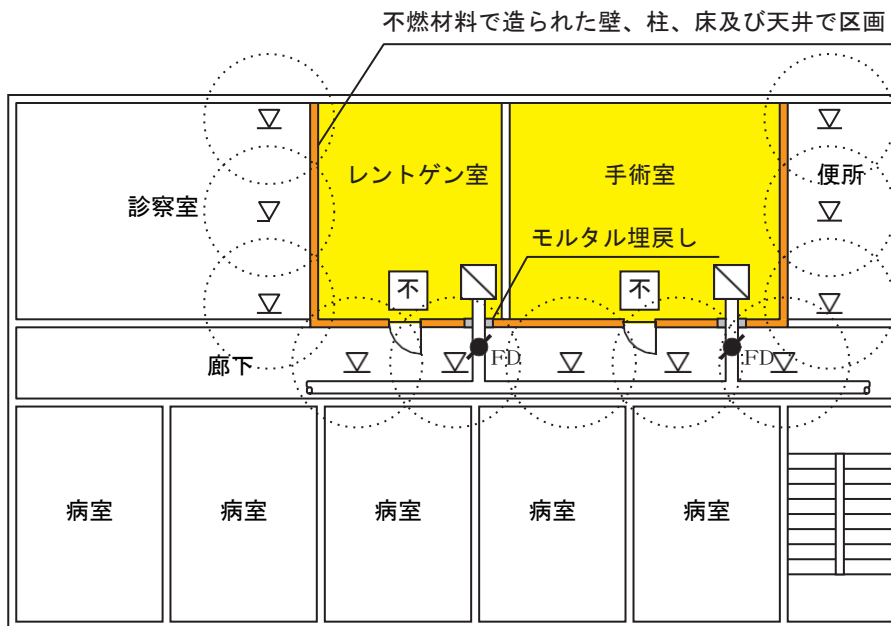 不燃材料で造られた壁、柱、床及び天井で区画
レントゲン室
手術室
便所
診察室
モルタル埋戻し
不
不
廊下
FD
FD
病室
病室
病室
病室
病室